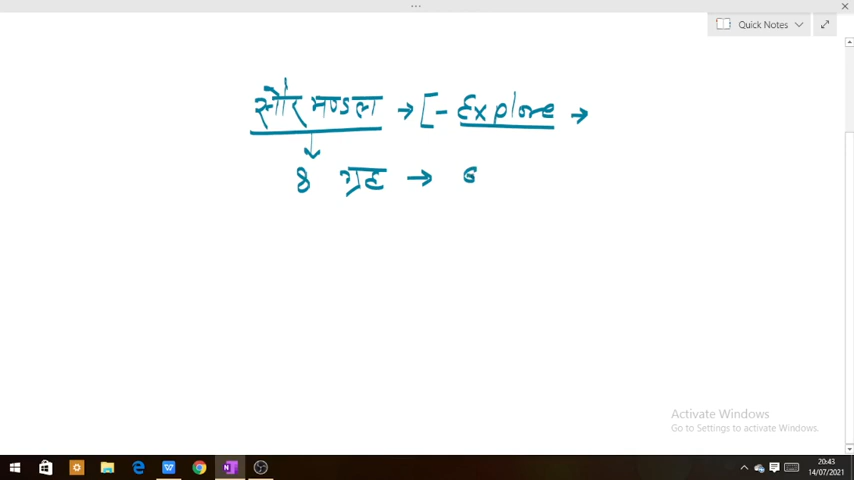 Quick Notes
सौर मण्डल → [- Explore →
8 ग्रह →
Activate Windows
Go to Settings to activate Windows.
20:43
14/07/2021